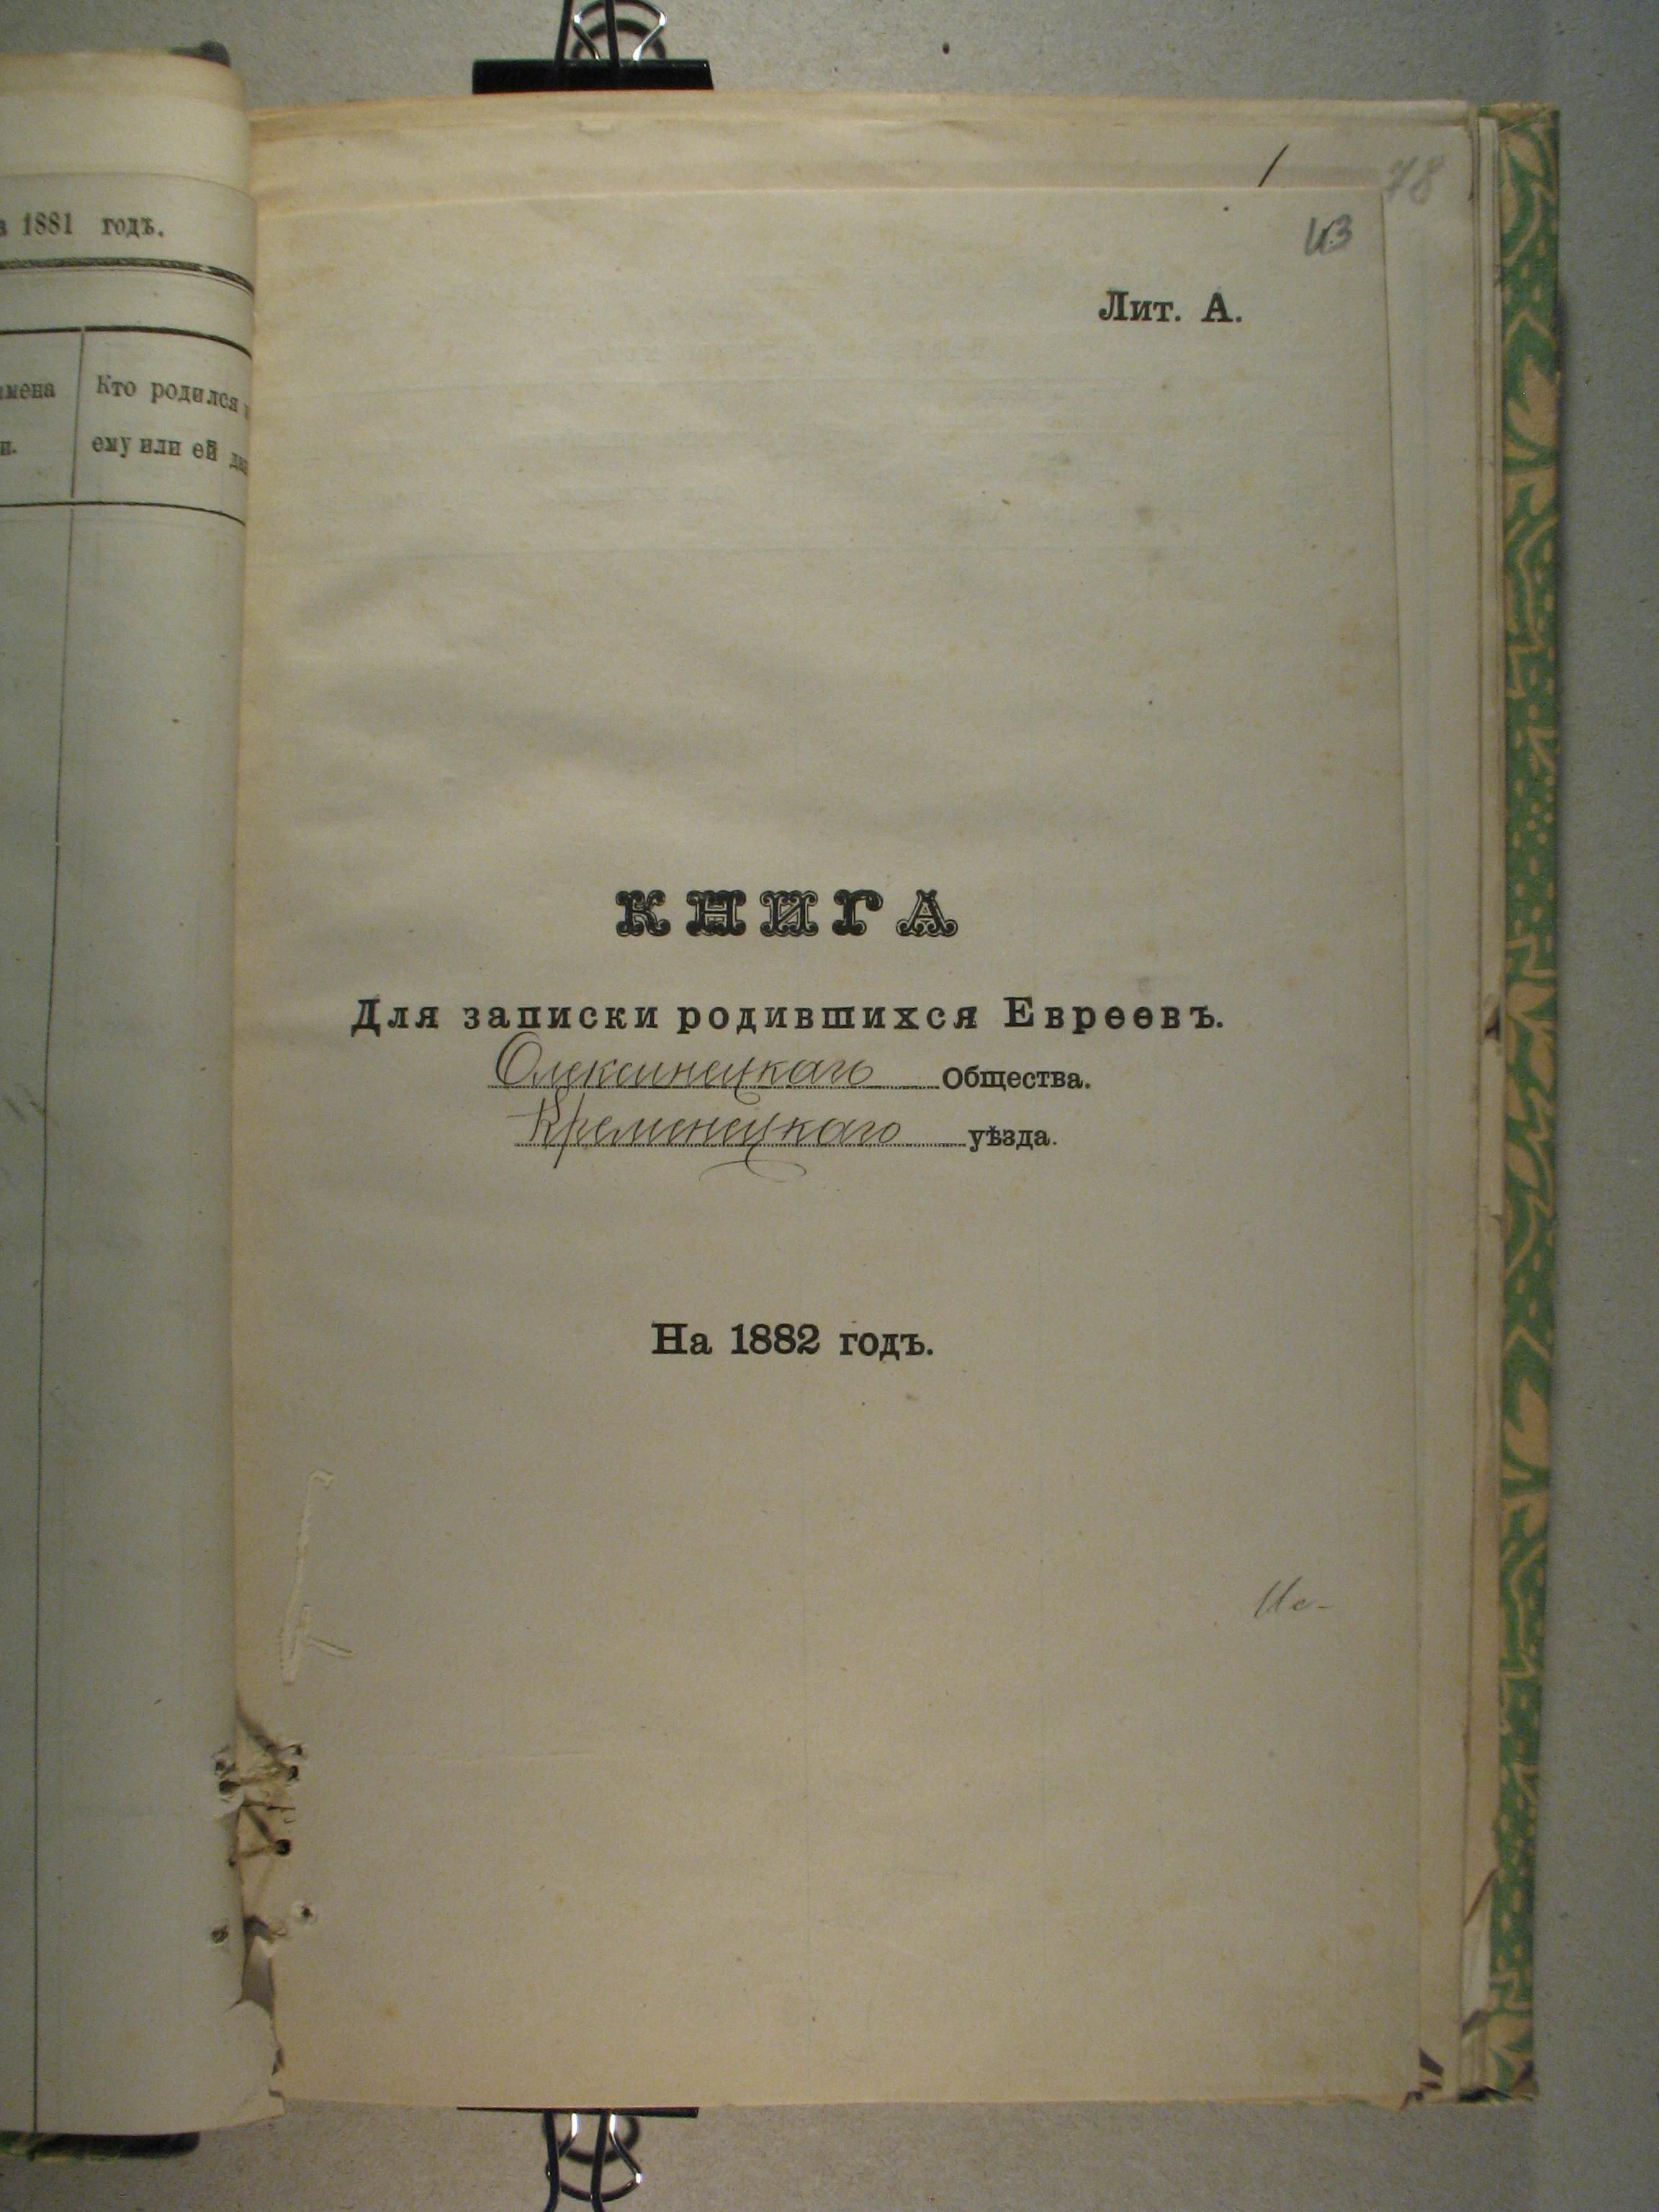 1881 годъ.
Кто родился
ему или ей
78
43
Лит. А.
КНИГА
Для записки родившихся Евреевъ.
Олексинецкаго Общества.
Кременецкаго уѣзда.
На 1882 годъ.